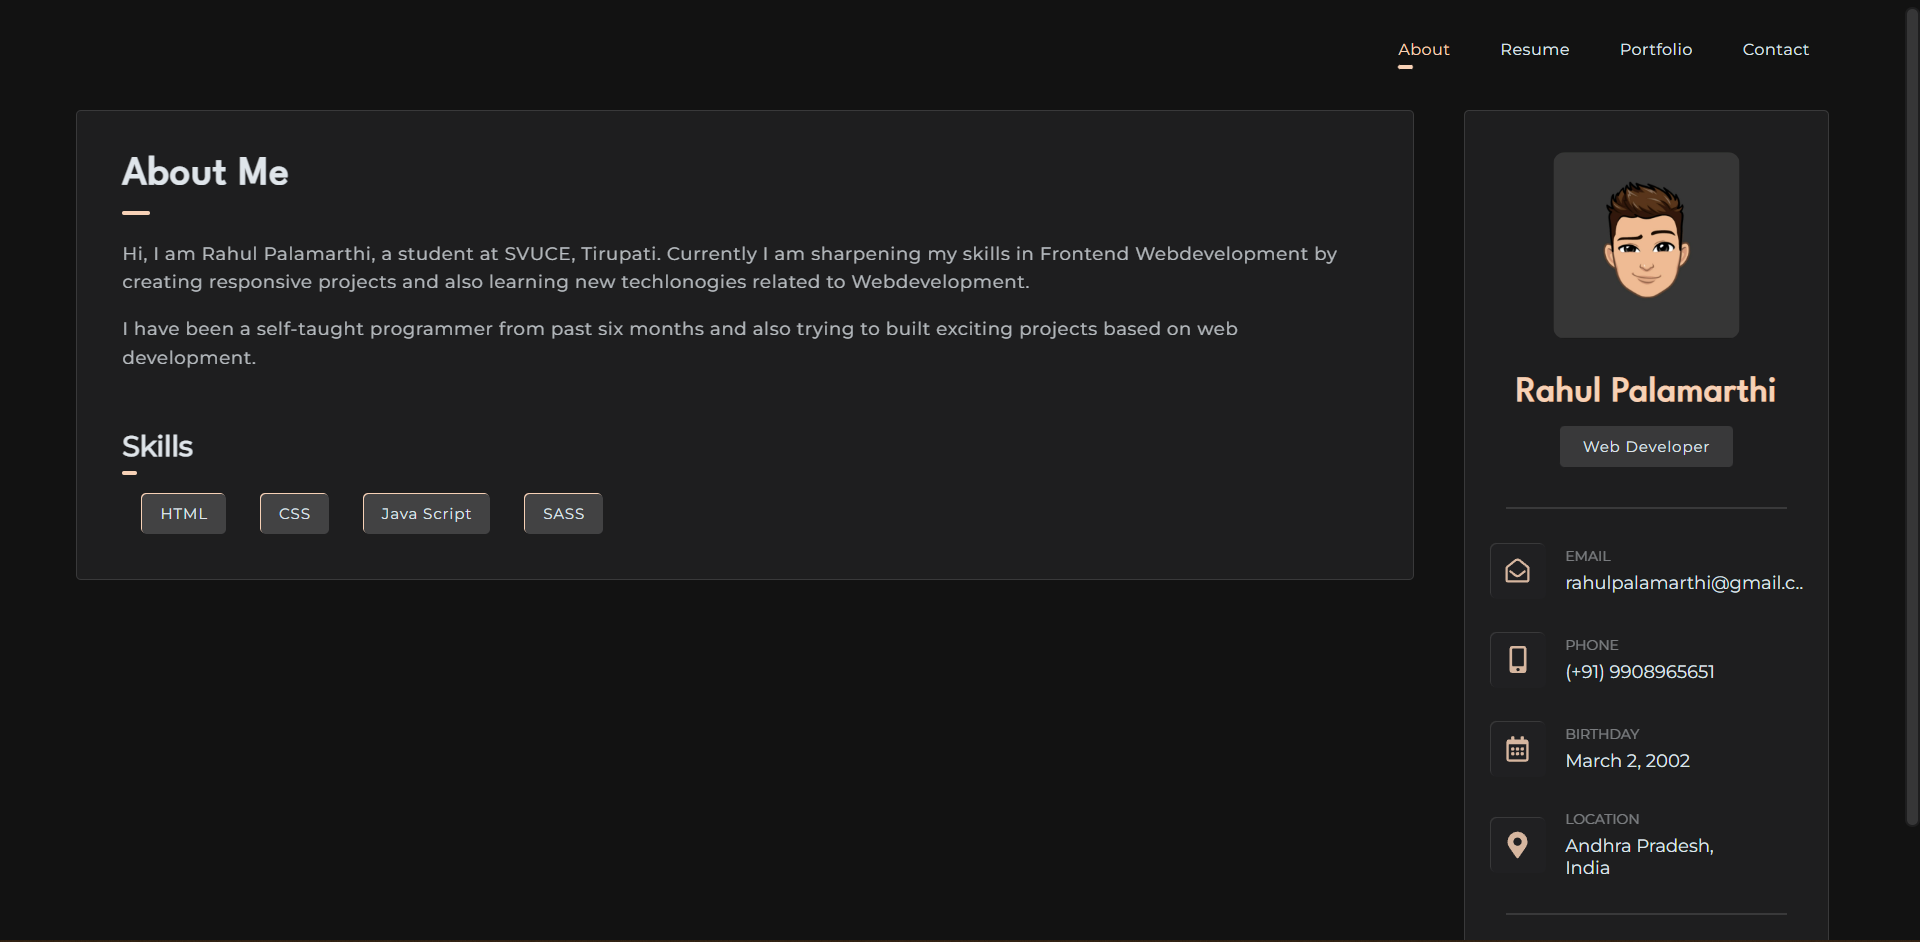 About
Resume
Portfolio
Contact
About Me
Hi, I am Rahul Palamarthi, a student at SVUCE, Tirupati. Currently I am sharpening my skills in Frontend Webdevelopment by
creating responsive projects and also learning new techlonogies related to Webdevelopment.
I have been a self-taught programmer from past six months and also trying to built exciting projects based on web
development.
Skills
HTML
CSS
Java Script
SASS
Rahul Palamarthi
Web Developer
EMAIL
rahulpalamarthi@gmail.c..
PHONE
(+91) 9908965651
BIRTHDAY
March 2, 2002
LOCATION
Andhra Pradesh,
India